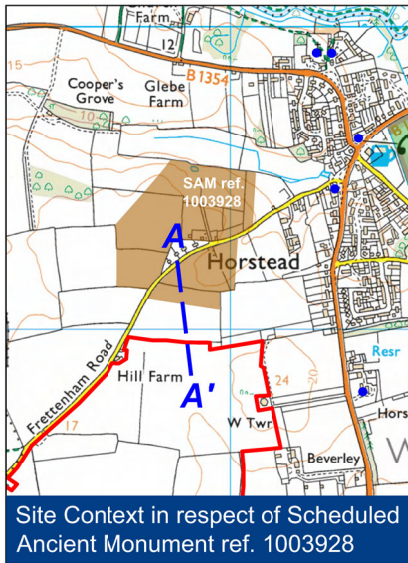 Farm
12
15
B1354
Cooper's
Grove
Glebe
Farm
10
SAM ref.
1003928
A
Horstead
Frettenham Road
Hill Farm
A'
24
20
Resr
17
W Twr
Hors
Beverley
W
Site Context in respect of Scheduled
Ancient Monument ref. 1003928